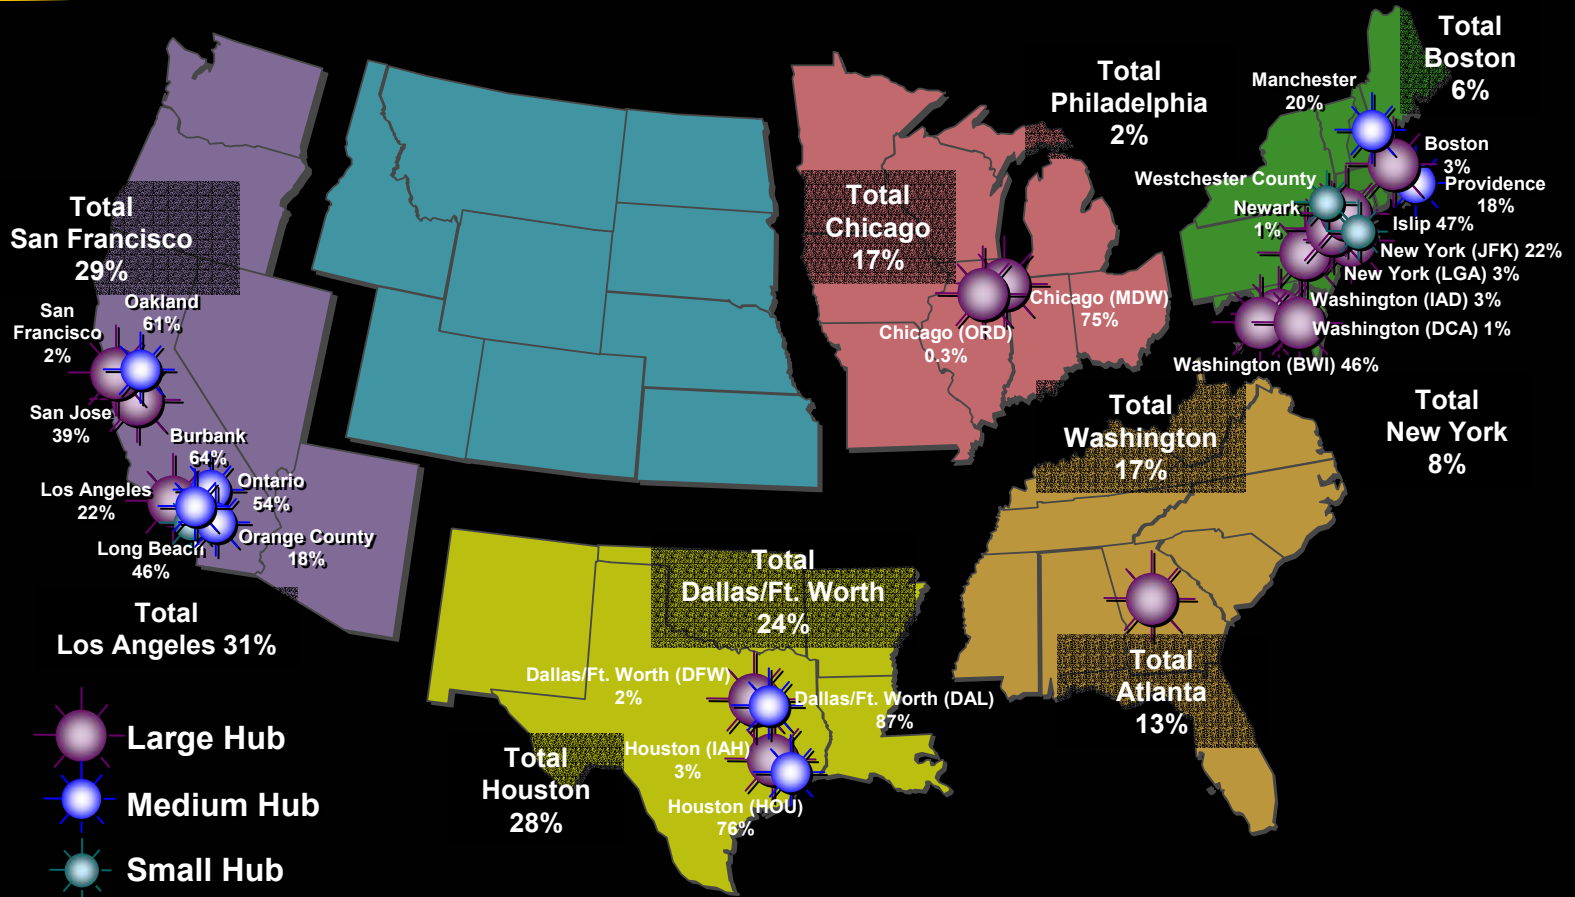 Total
Boston
6%
Total
Philadelphia
2%
Manchester
20%
Boston
3%
Westchester County
Providence
18%
Newark
1%
Islip 47%
New York (JFK) 22%
New York (LGA) 3%
Washington (IAD) 3%
Washington (DCA) 1%
Washington (BWI) 46%
Total
New York
8%
Total
Chicago
17%
Chicago (MDW)
75%
Chicago (ORD)
0.3%
Total
Washington
17%
Total
San Francisco
29%
Oakland
61%
San
Francisco
2%
San Jose
39%
Burbank
64%
Los Angeles
22%
Ontario
54%
Long Beach
46%
Orange County
18%
Total
Los Angeles 31%
Total
Dallas/Ft. Worth
24%
Dallas/Ft. Worth (DFW)
2%
Dallas/Ft. Worth (DAL)
87%
Total
Houston
28%
Houston (IAH)
3%
Houston (HOU)
76%
Total
Atlanta
13%
Large Hub
Medium Hub
Small Hub